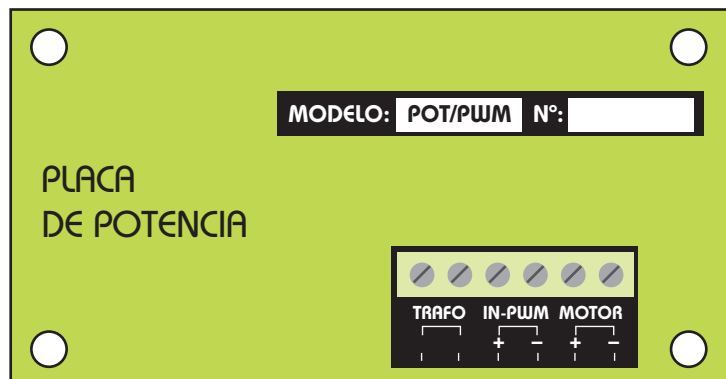 MODELO: POT/PWM Nº:
PLACA
DE POTENCIA
TRAFO IN-PWM MOTOR
+ – + –